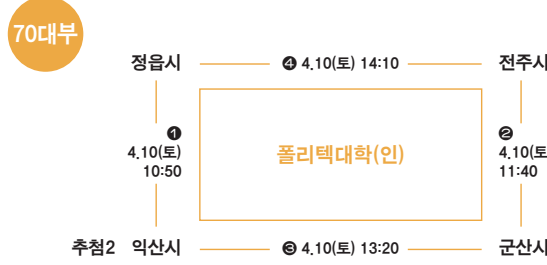 70대부
정읍시 ❹ 4.10(토) 14:10 전주시
❶
4.10(토)
10:50
폴리텍대학(인)
❷
4.10(토
11:40
추첨2 익산시 ❸ 4.10(토) 13:20 군산시